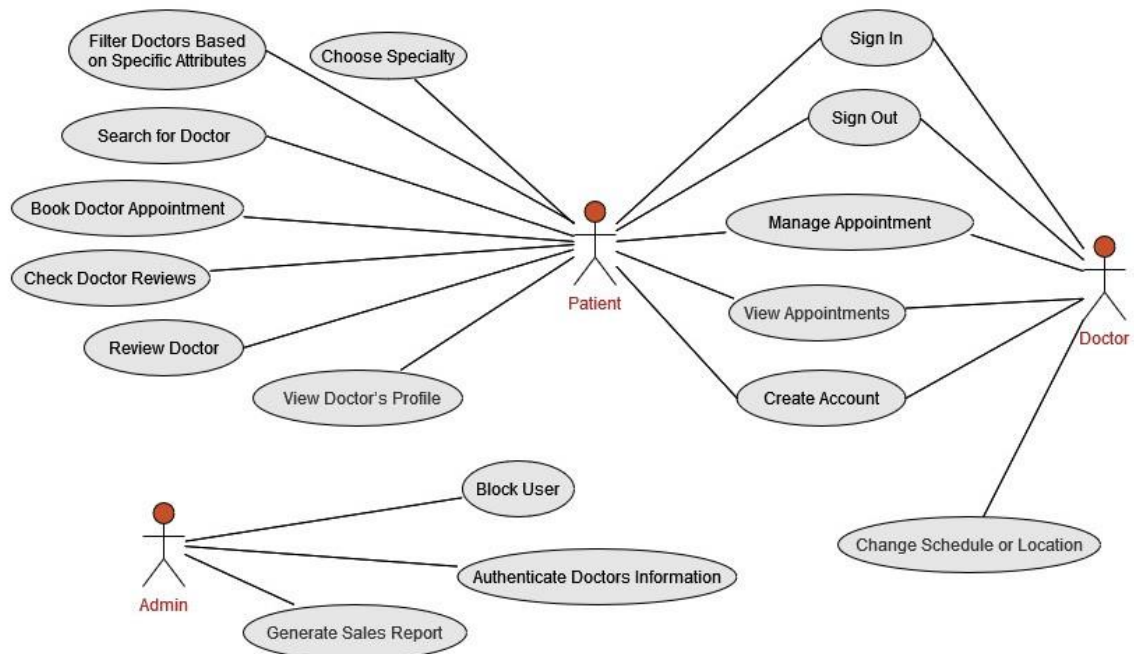 Filter Doctors Based
on Specific Attributes
Choose Specialty
Sign In
Search for Doctor
Sign Out
Book Doctor Appointment
Manage Appointment
Check Doctor Reviews
Patient
View Appointments
Doctor
Review Doctor
View Doctor's Profile
Create Account
Block User
Change Schedule or Location
Authenticate Doctors Information
Admin
Generate Sales Report